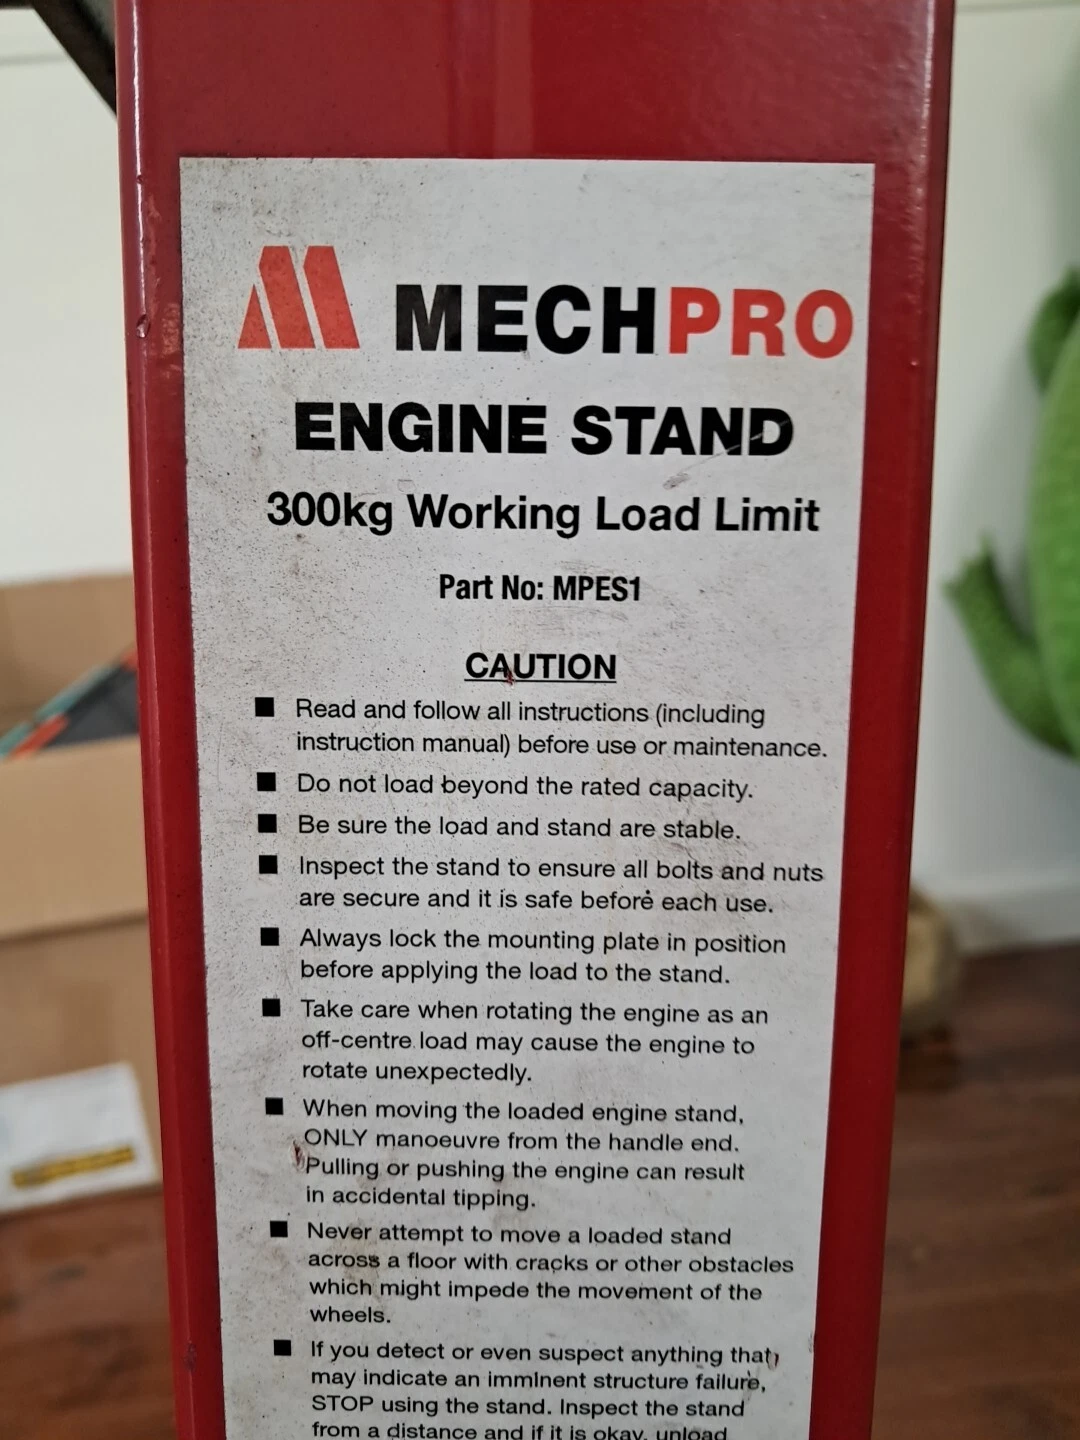 MECHPRO
ENGINE STAND
300kg Working Load Limit
Part No: MPES1
CAUTION
■ Read and follow all instructions (including
instruction manual) before use or maintenance.
■ Do not load beyond the rated capacity.
■ Be sure the load and stand are stable.
■ Inspect the stand to ensure all bolts and nuts
are secure and it is safe before each use.
■ Always lock the mounting plate in position
before applying the load to the stand.
■ Take care when rotating the engine as an
off-centre load may cause the engine to
rotate unexpectedly.
■ When moving the loaded engine stand,
ONLY manoeuvre from the handle end.
Pulling or pushing the engine can result
in accidental tipping.
■ Never attempt to move a loaded stand
across a floor with cracks or other obstacles
which might impede the movement of the
wheels.
■ If you detect or even suspect anything that
may indicate an imminent structure failure,
STOP using the stand. Inspect the stand
from a distance and if it is okay, unload